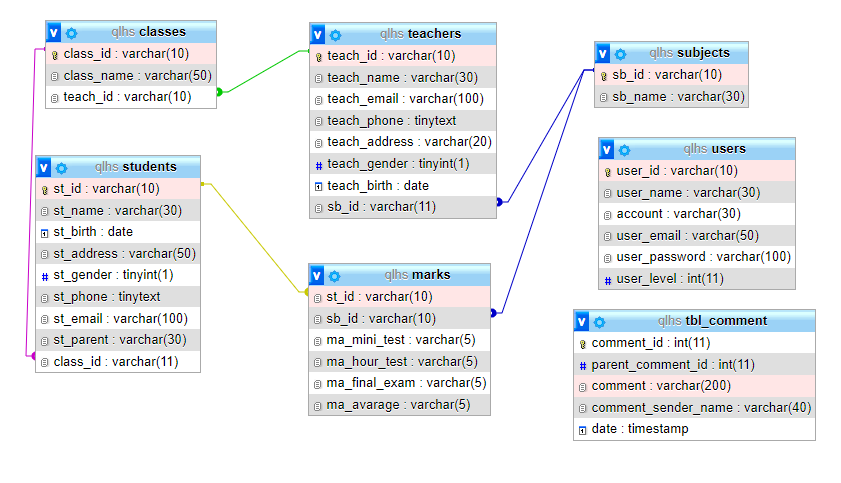 qlhs classes
class_id : varchar(10)
class_name : varchar(50)
teach_id : varchar(10)
qlhs teachers
teach_id : varchar(10)
teach_name : varchar(30)
teach_email : varchar(100)
teach_phone : tinytext
teach_address : varchar(20)
teach_gender : tinyint(1)
teach_birth : date
sb_id : varchar(11)
qlhs subjects
sb_id : varchar(10)
sb_name : varchar(30)
qlhs users
user_id : varchar(10)
user_name : varchar(30)
account : varchar(30)
user_email : varchar(50)
user_password : varchar(100)
user_level : int(11)
qlhs students
st_id : varchar(10)
st_name : varchar(30)
st_birth : date
st_address : varchar(50)
st_gender : tinyint(1)
st_phone : tinytext
st_email : varchar(100)
st_parent : varchar(30)
class_id : varchar(11)
qlhs marks
st_id : varchar(10)
sb_id : varchar(10)
ma_mini_test : varchar(5)
ma_hour_test : varchar(5)
ma_final_exam : varchar(5)
ma_avarage : varchar(5)
qlhs tbl_comment
comment_id : int(11)
parent_comment_id : int(11)
comment : varchar(200)
comment_sender_name : varchar(40)
date : timestamp